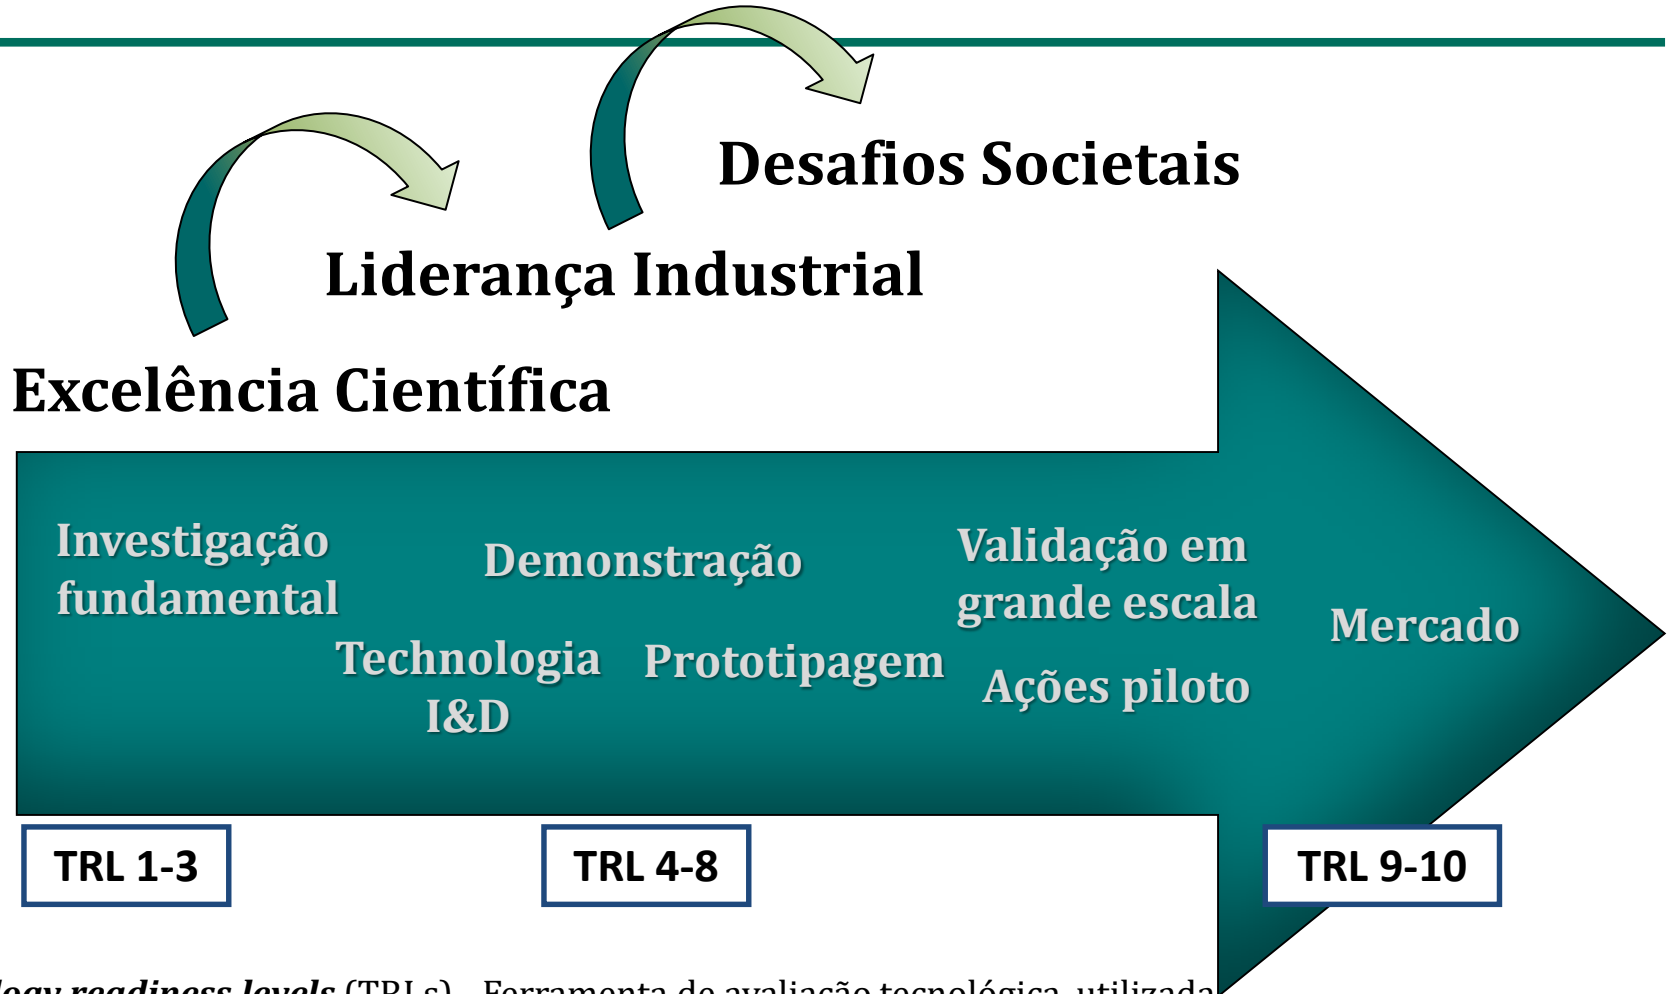 Desafios Societais
Liderança Industrial
Excelência Científica
Investigação
fundamental
Demonstração
Technologia
I&D
Prototipagem
Validação em
grande escala
Ações piloto
Mercado
TRL 1-3
TRL 4-8
TRL 9-10
readiness levels (TRLs) - Ferramenta de avaliação tecnológica, utilizada